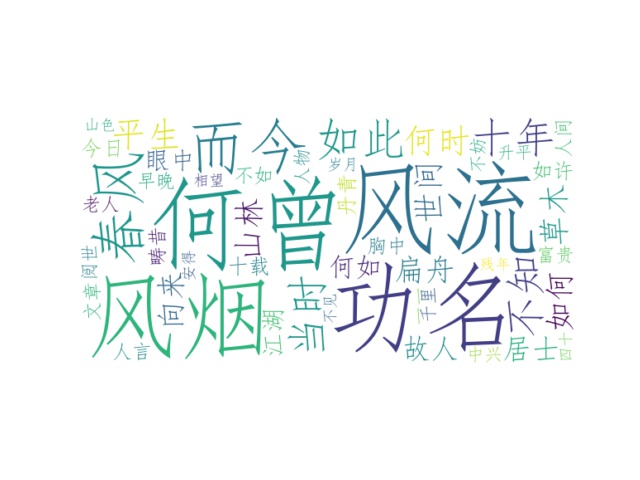 山色
平生
今日
眼中
早晚
相望
老人
春风
而今
如此
何时
十年
人物
岁月
不妨
升平
人间
如许
不如
丹青
世间
草木
何曾
风流
山林
畴昔
安得
文章
阅世
向来
十载
胸中
何如
扁舟
不知
富贵
如何
残年
风烟
江湖
当时
不见
功名
千里
人言
故人
中兴
居士
四十